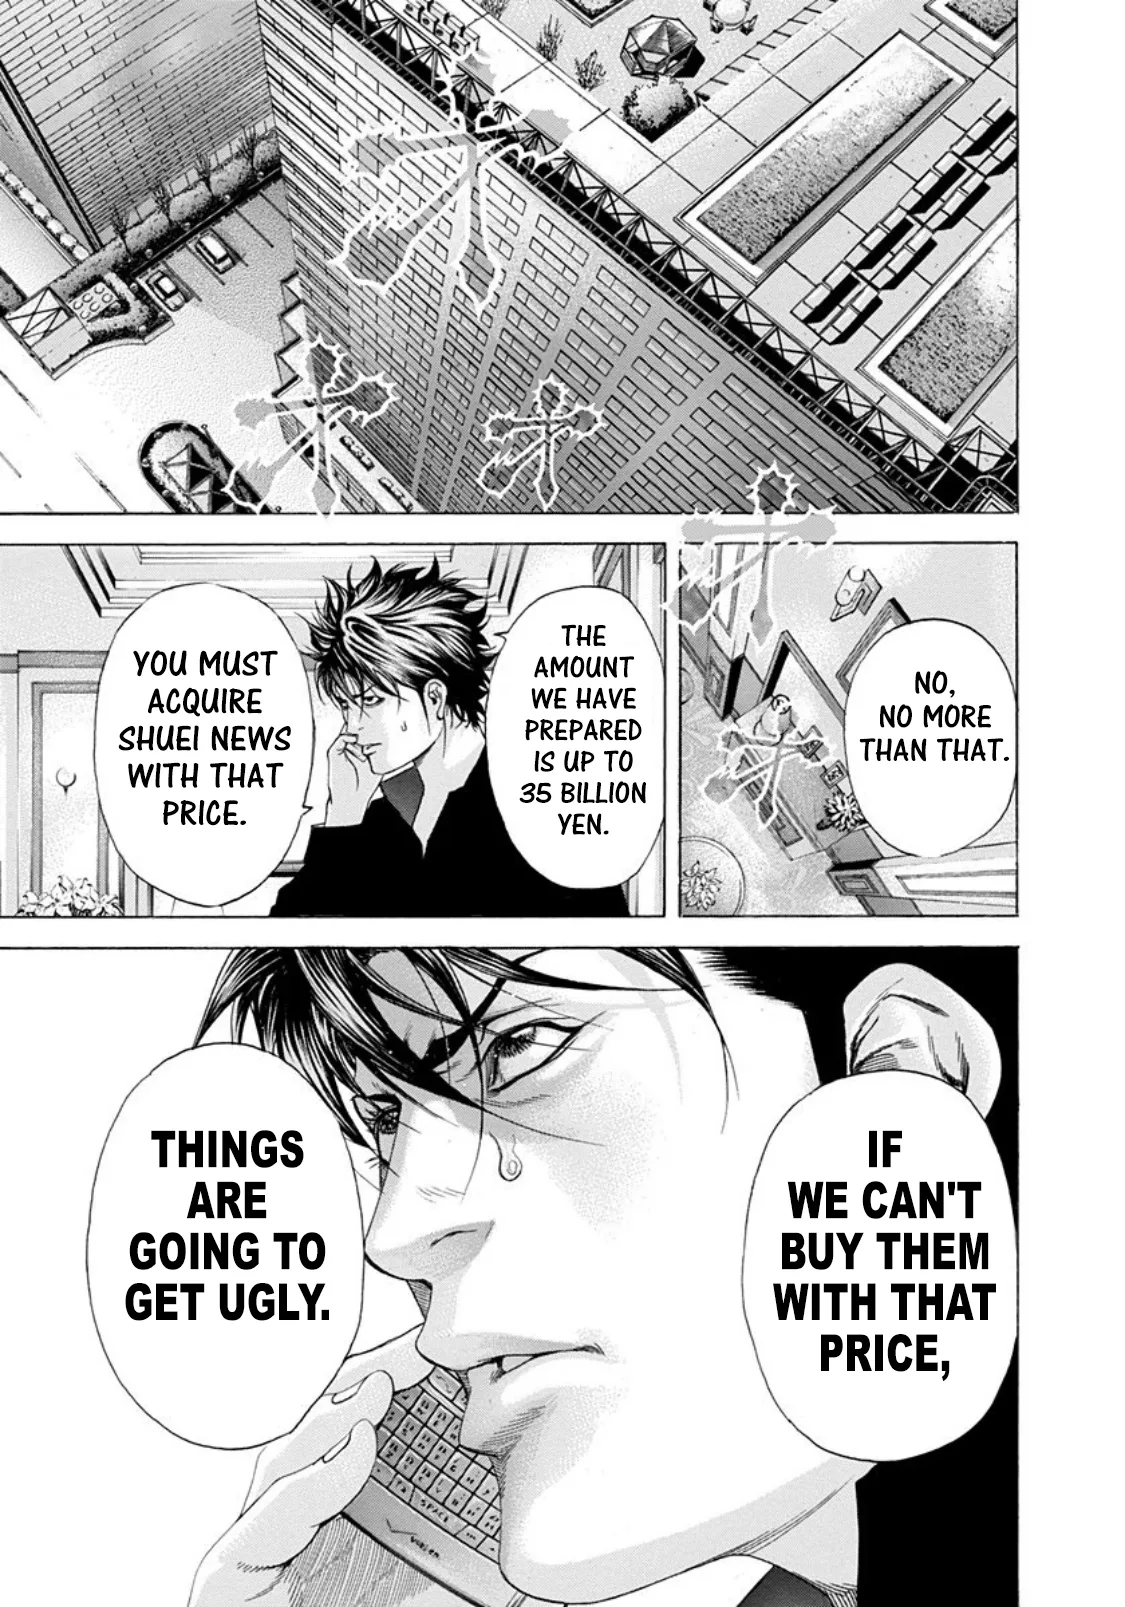 NO,
NO MORE
THAN THAT.
THE
AMOUNT
WE HAVE
PREPARED
IS UP TO
35 BILLION
YEN.
YOU MUST
ACQUIRE
SHUEI NEWS
WITH THAT
PRICE.
IF
WE CAN'T
BUY THEM
WITH THAT
PRICE,
THINGS
ARE
GOING TO
GET UGLY.
SPACE